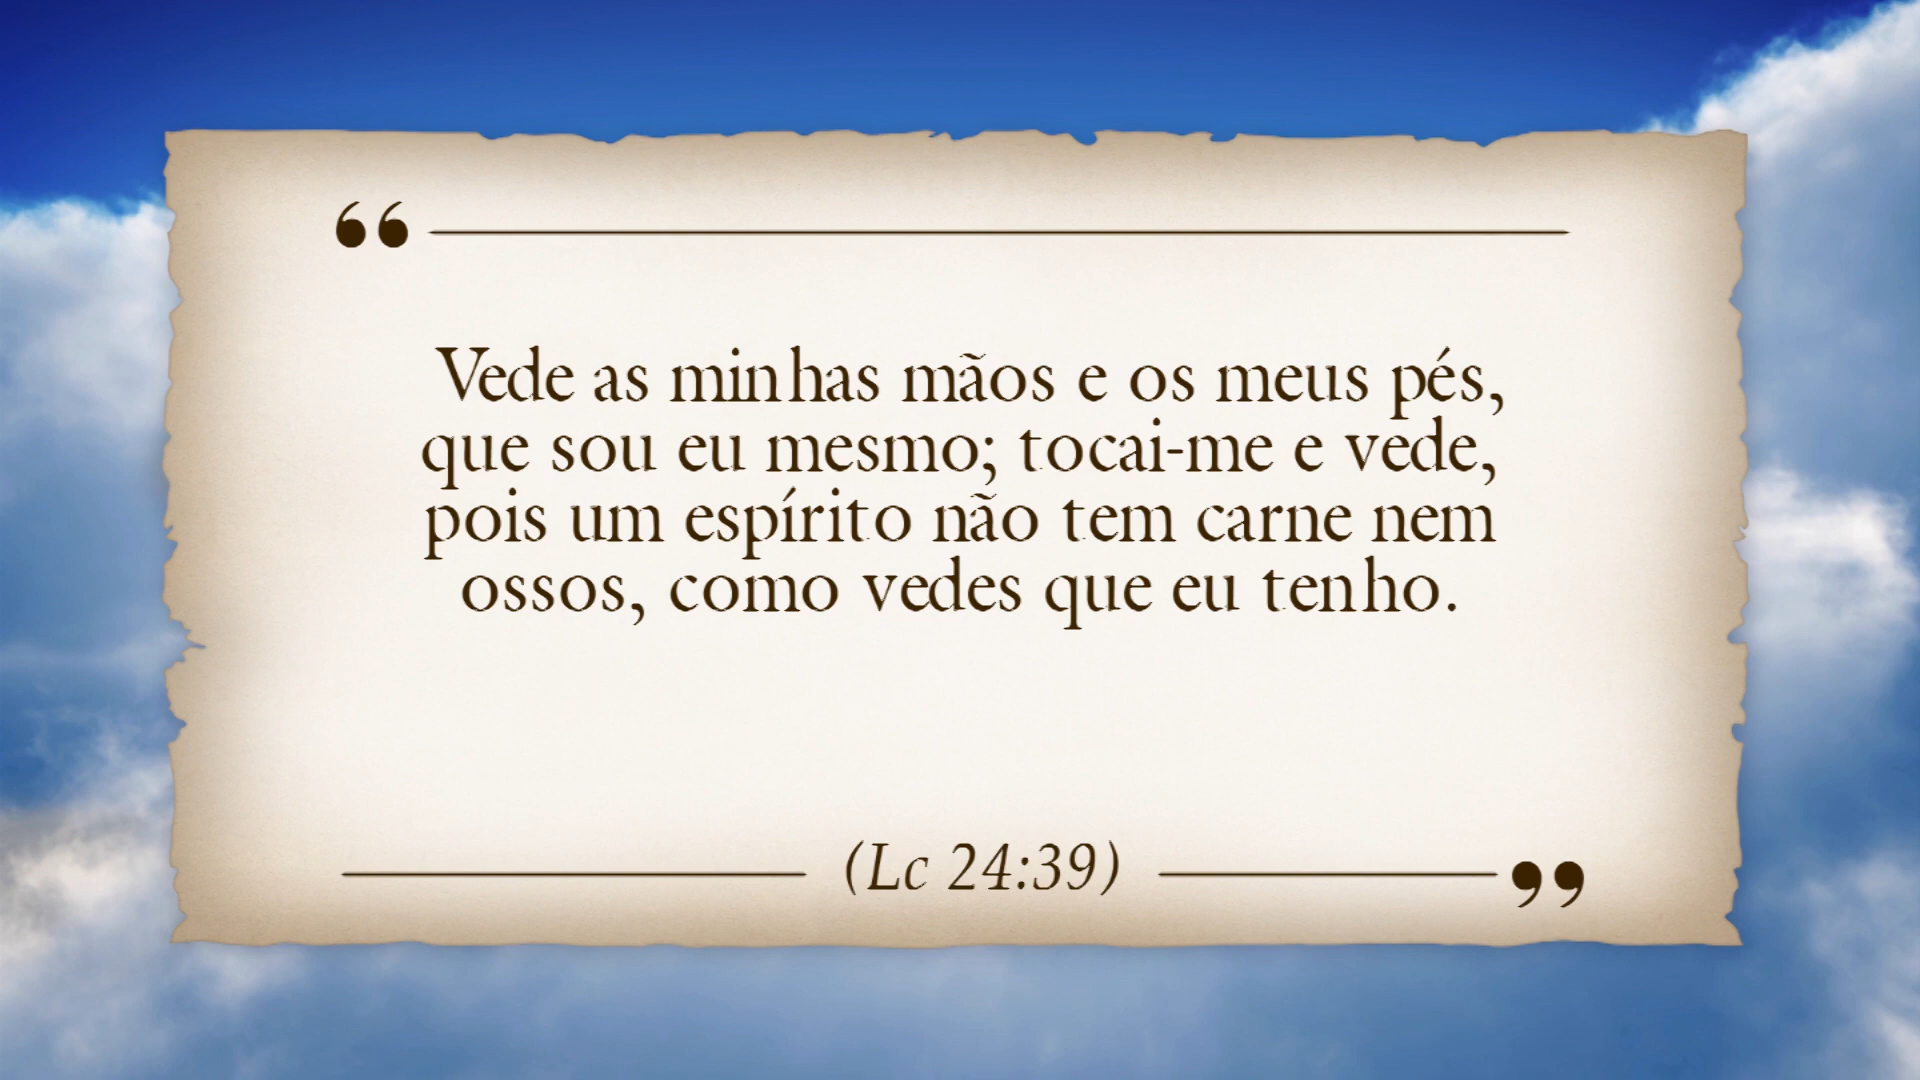 “
Vede as minhas mãos e os meus pés,
que sou eu mesmo; tocai-me e vede,
pois um espírito não tem carne nem
ossos, como vedes que eu tenho.
(Lc 24:39)
”